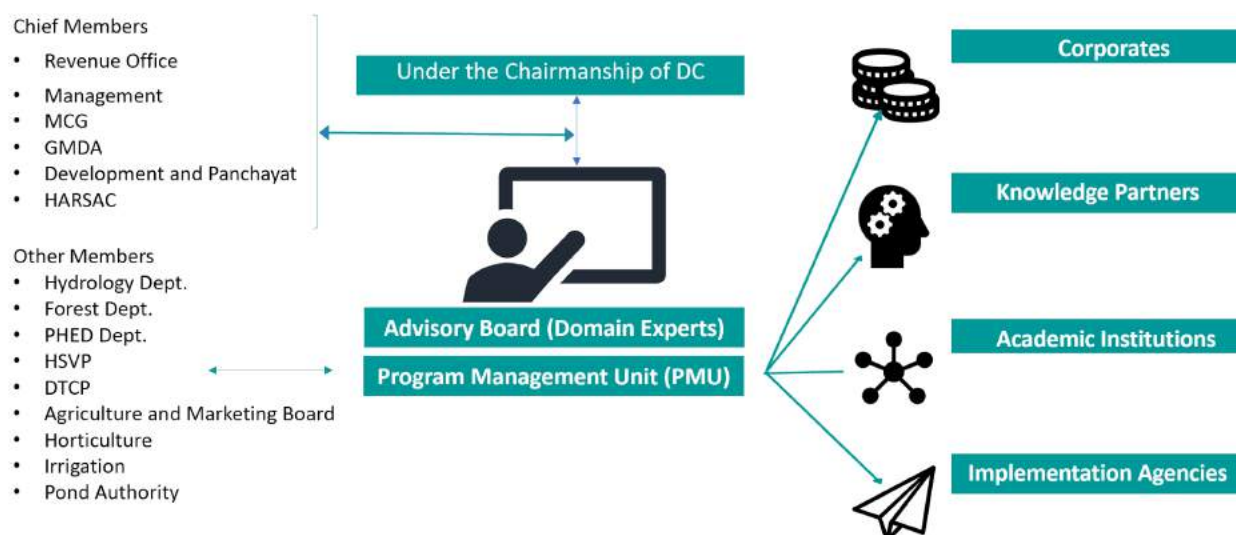 Chief Members
• Revenue Office
• Management
• MCG
• GMDA
• Development and Panchayat
• HARSAC
Other Members
• Hydrology Dept.
• Forest Dept.
• PHED Dept.
• HSVP
• DTCP
• Agriculture and Marketing Board
• Horticulture
• Irrigation
• Pond Authority
Under the Chairmanship of DC
Advisory Board (Domain Experts)
Program Management Unit (PMU)
Corporates
Knowledge Partners
Academic Institutions
Implementation Agencies